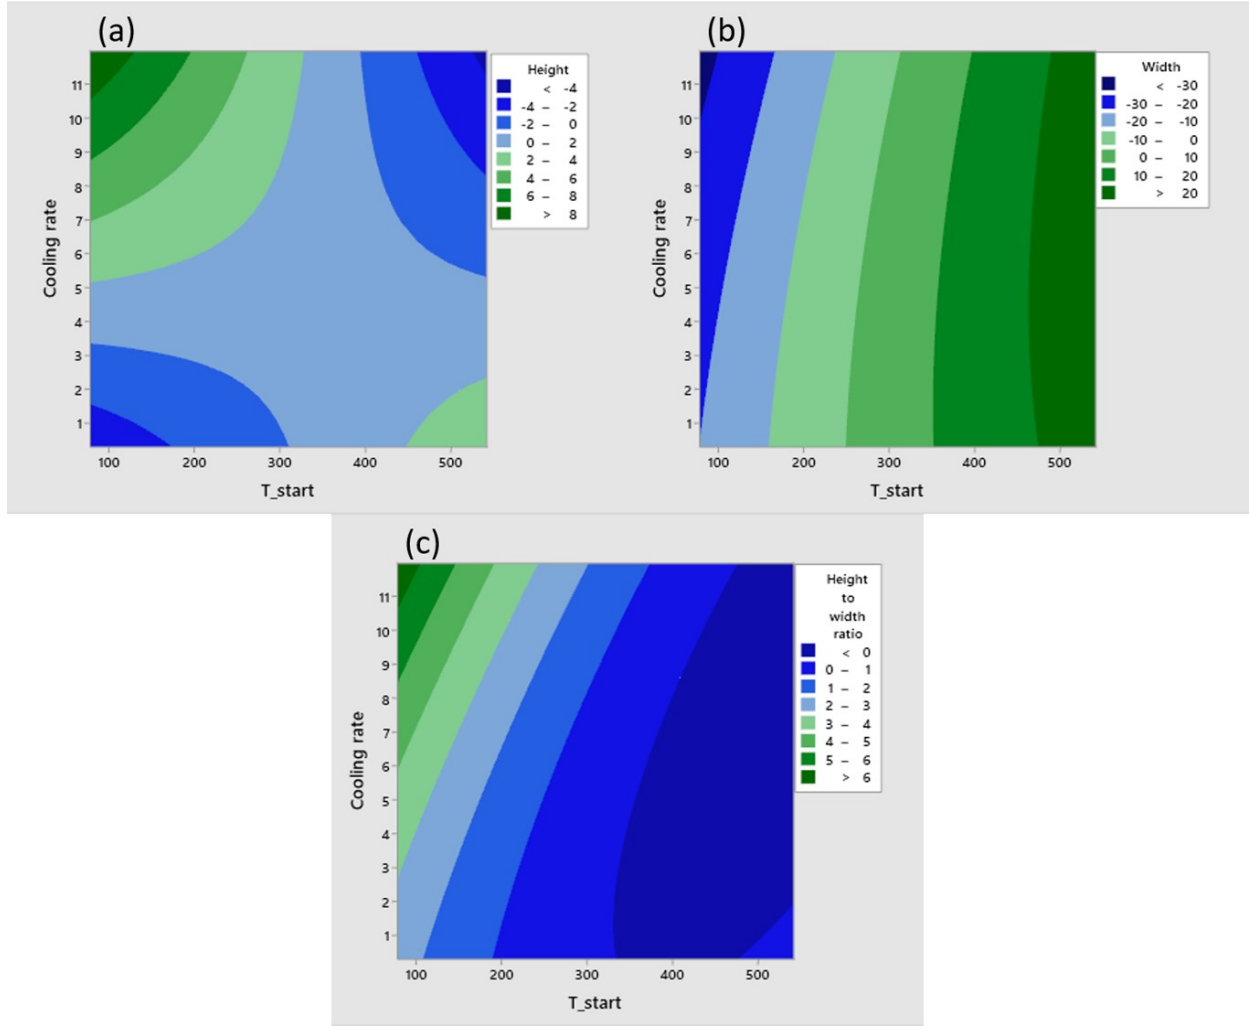 (a)
Height
< -4
-4 – -2
-2 – 0
0 – 2
2 – 4
4 – 6
6 – 8
> 8
Cooling rate
11
10
9
8
7
6
5
4
3
2
1
100 200 300 400 500
T_start
(b)
Width
< -30
-30 – -20
-20 – -10
-10 – 0
0 – 10
10 – 20
> 20
Cooling rate
11
10
9
8
7
6
5
4
3
2
1
100 200 300 400 500
T_start
(c)
Height
to
width
ratio
< 0
0 – 1
1 – 2
2 – 3
3 – 4
4 – 5
5 – 6
> 6
Cooling rate
11
10
9
8
7
6
5
4
3
2
1
100 200 300 400 500
T_start